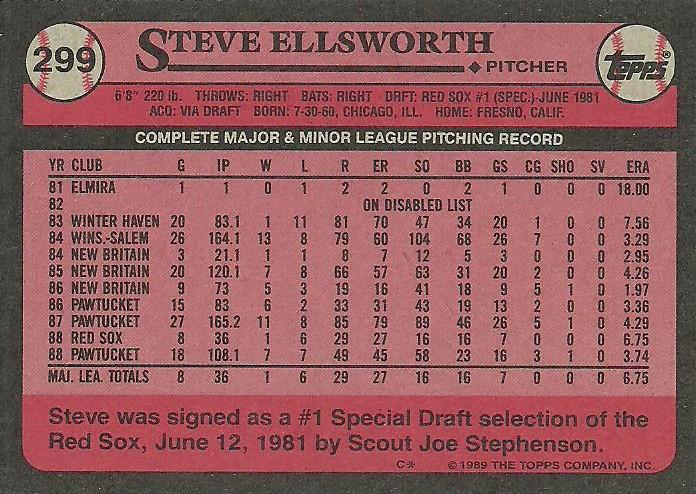 299
STEVE ELLSWORTH
PITCHER
Topps®
6'8" 220 lb. THROWS: RIGHT BATS: RIGHT DRFT: RED SOX #1 (SPEC.)-JUNE 1981
ACQ: VIA DRAFT BORN: 7-30-60, CHICAGO, ILL. HOME: FRESNO, CALIF.
COMPLETE MAJOR & MINOR LEAGUE PITCHING RECORD
YR CLUB G IP W L R ER SO BB GS CG SHO SV ERA
81 ELMIRA 1 1 0 1 2 2 0 2 1 0 0 0 18.00
82 ON DISABLED LIST
83 WINTER HAVEN 20 83.1 1 11 81 70 47 34 20 1 0 0 7.56
84 WINS.-SALEM 26 164.1 13 8 79 60 104 68 26 7 0 0 3.29
84 NEW BRITAIN 3 21.1 1 1 8 7 12 5 3 0 0 0 2.95
85 NEW BRITAIN 20 120.1 7 8 66 57 63 31 20 2 0 0 4.26
86 NEW BRITAIN 9 73 5 3 19 16 41 18 9 5 1 0 1.97
86 PAWTUCKET 15 83 6 2 33 31 43 19 13 2 0 0 3.36
87 PAWTUCKET 27 165.2 11 8 85 79 89 46 26 5 1 0 4.29
88 RED SOX 8 36 1 6 29 27 16 16 7 0 0 0 6.75
88 PAWTUCKET 18 108.1 7 7 49 45 58 23 16 3 1 0 3.74
MAJ. LEA. TOTALS 8 36 1 6 29 27 16 16 7 0 0 0 6.75
Steve was signed as a #1 Special Draft selection of the
Red Sox, June 12, 1981 by Scout Joe Stephenson.
C* © 1989 THE TOPPS COMPANY, INC.